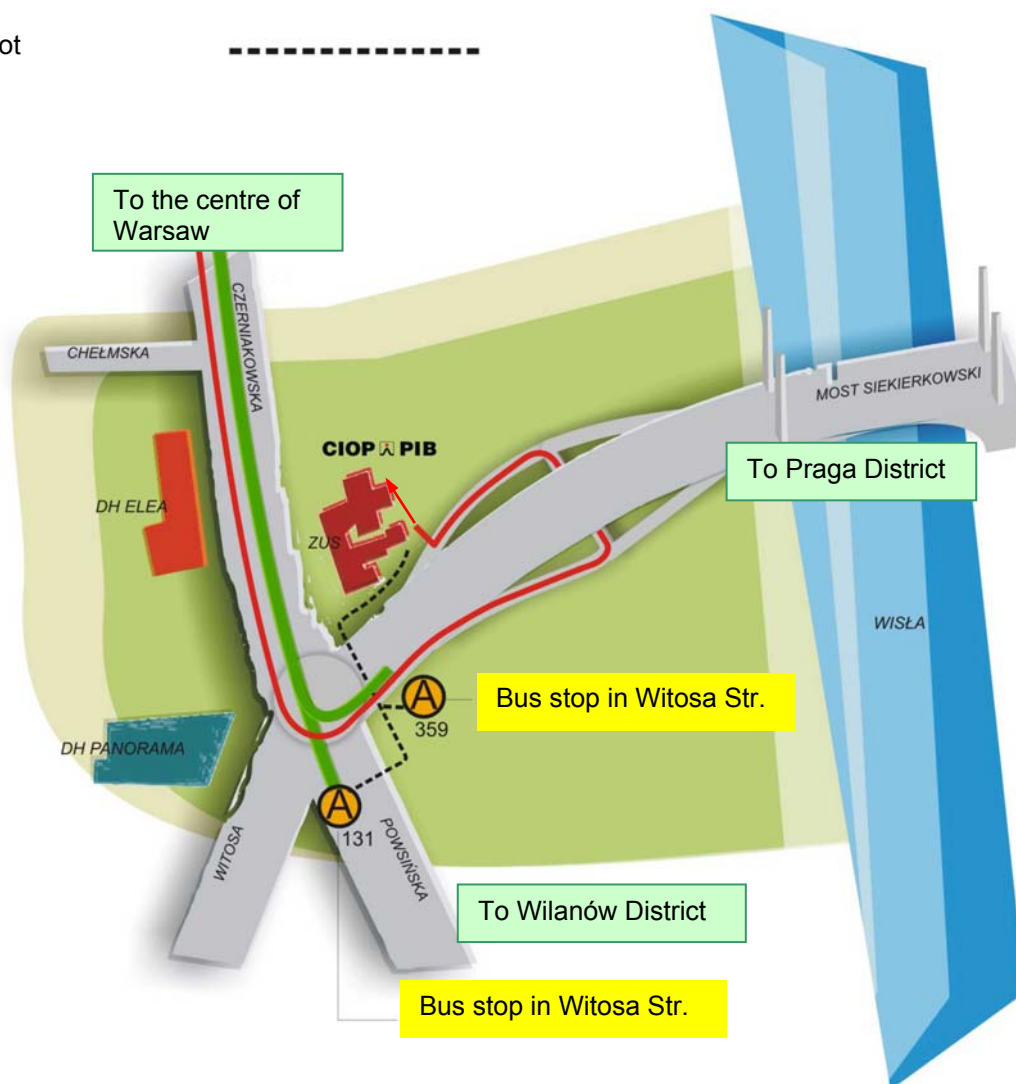 ot
To the centre of
Warsaw
CZERNIAKOWSKA
CHEŁMSKA
MOST SIEKIERKOWSKI
CIOP PIB
To Praga District
DH ELEA
ZUS
WISŁA
A
359
Bus stop in Witosa Str.
DH PANORAMA
A
131
WITOSA
POWSIŃSKA
To Wilanów District
Bus stop in Witosa Str.